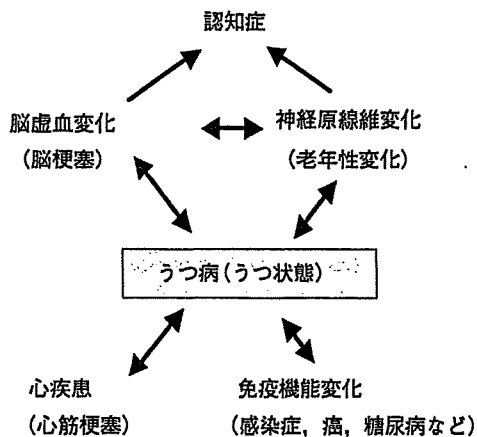 認知症
脳虚血変化
(脳梗塞)
神経原線維変化
(老年性変化)
うつ病(うつ状態)
心疾患
(心筋梗塞)
免疫機能変化
(感染症, 癌, 糖尿病など)